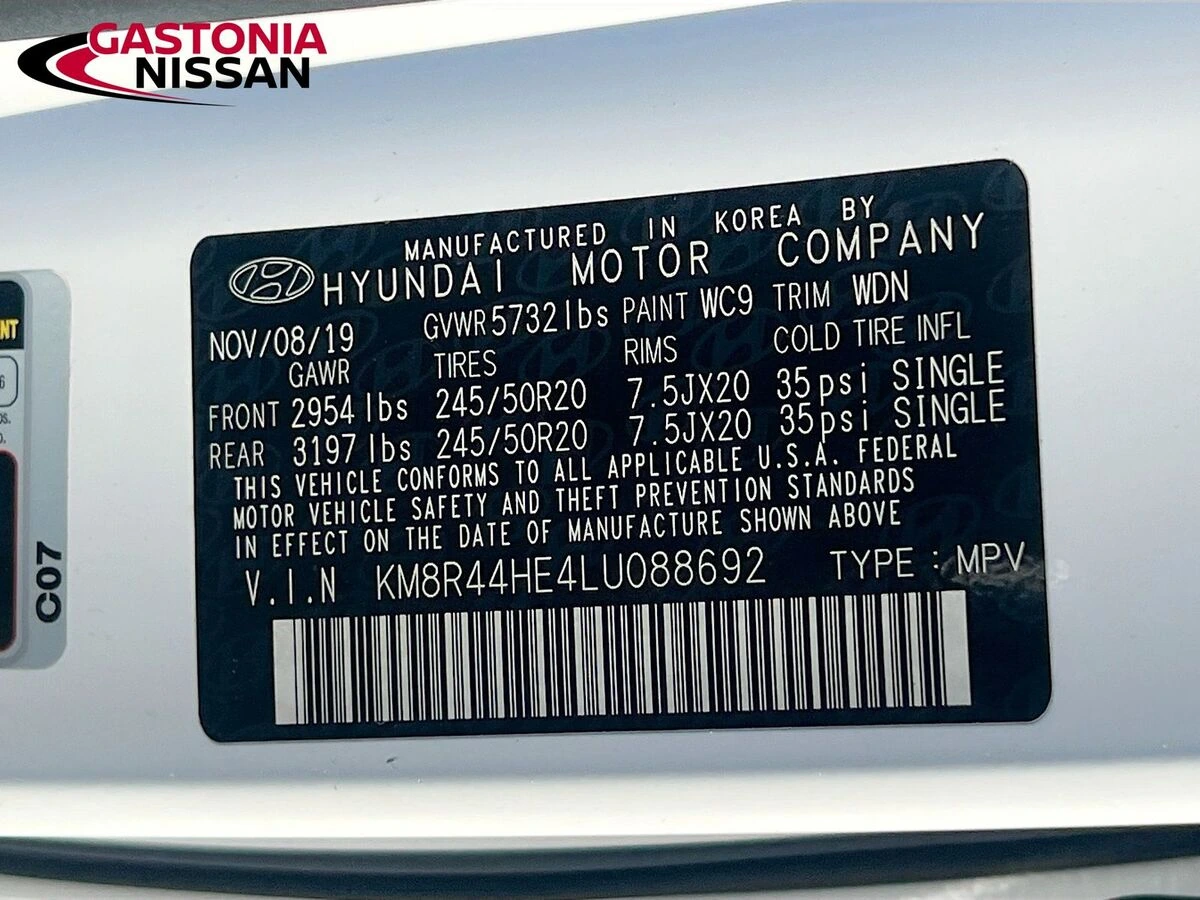 GASTONIA
NISSAN
MANUFACTURED IN KOREA BY
HYUNDAI MOTOR COMPANY
NOV/08/19 GVWR 5732 lbs PAINT WC9 TRIM WDN
GAWR TIRES RIMS COLD TIRE INFL
FRONT 2954 lbs 245/50R20 7.5JX20 35psi SINGLE
REAR 3197 lbs 245/50R20 7.5JX20 35psi SINGLE
THIS VEHICLE CONFORMS TO ALL APPLICABLE U.S.A. FEDERAL
MOTOR VEHICLE SAFETY AND THEFT PREVENTION STANDARDS
IN EFFECT ON THE DATE OF MANUFACTURE SHOWN ABOVE
V.I.N KM8R44HE4LU088692 TYPE : MPV
C07